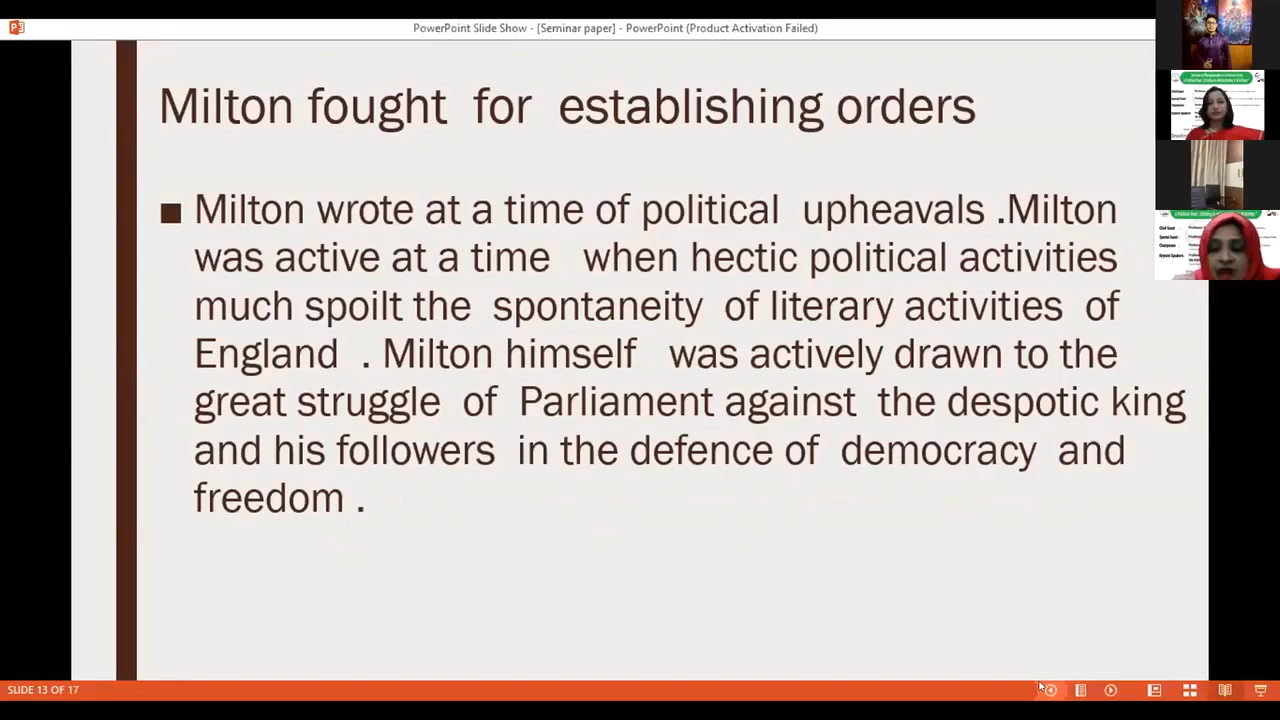 PowerPoint Slide Show - [Seminar paper] - PowerPoint (Product Activation Failed)
Milton fought for establishing orders
Milton wrote at a time of political upheavals .Milton
was active at a time when hectic political activities
much spoilt the spontaneity of literary activities of
England . Milton himself was actively drawn to the
great struggle of Parliament against the despotic king
and his followers in the defence of democracy and
freedom .
SLIDE 13 OF 17